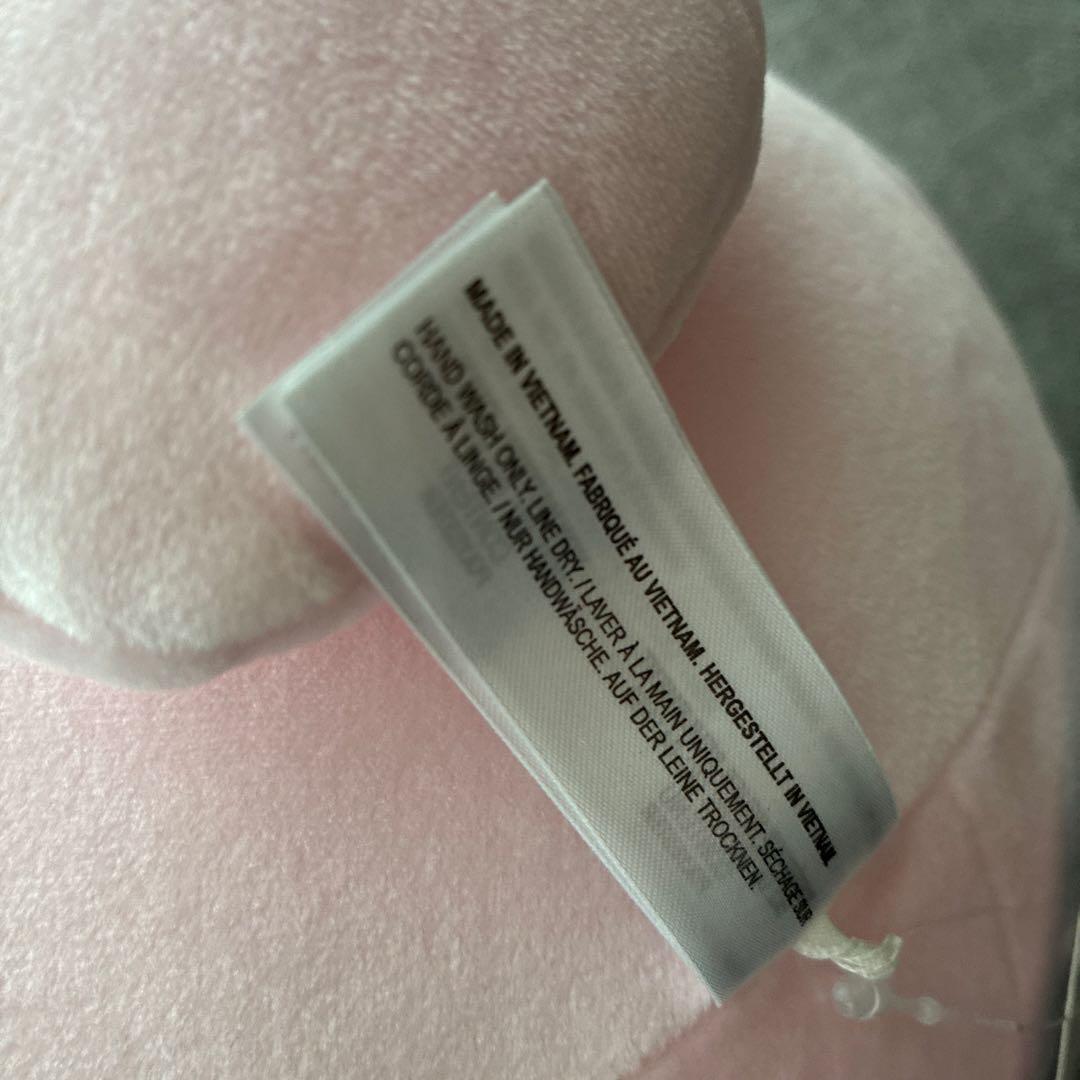 MADE IN VIETNAM. FABRIQUÉ AU VIETNAM. HERGESTELLT IN VIETNAM.
HAND WASH ONLY. LINE DRY. / LAVER À LA MAIN UNIQUEMENT. SÉCHAGE SUR
CORDE À LINGE. / NUR HANDWÄSCHE. AUF DER LEINE TROCKNEN.